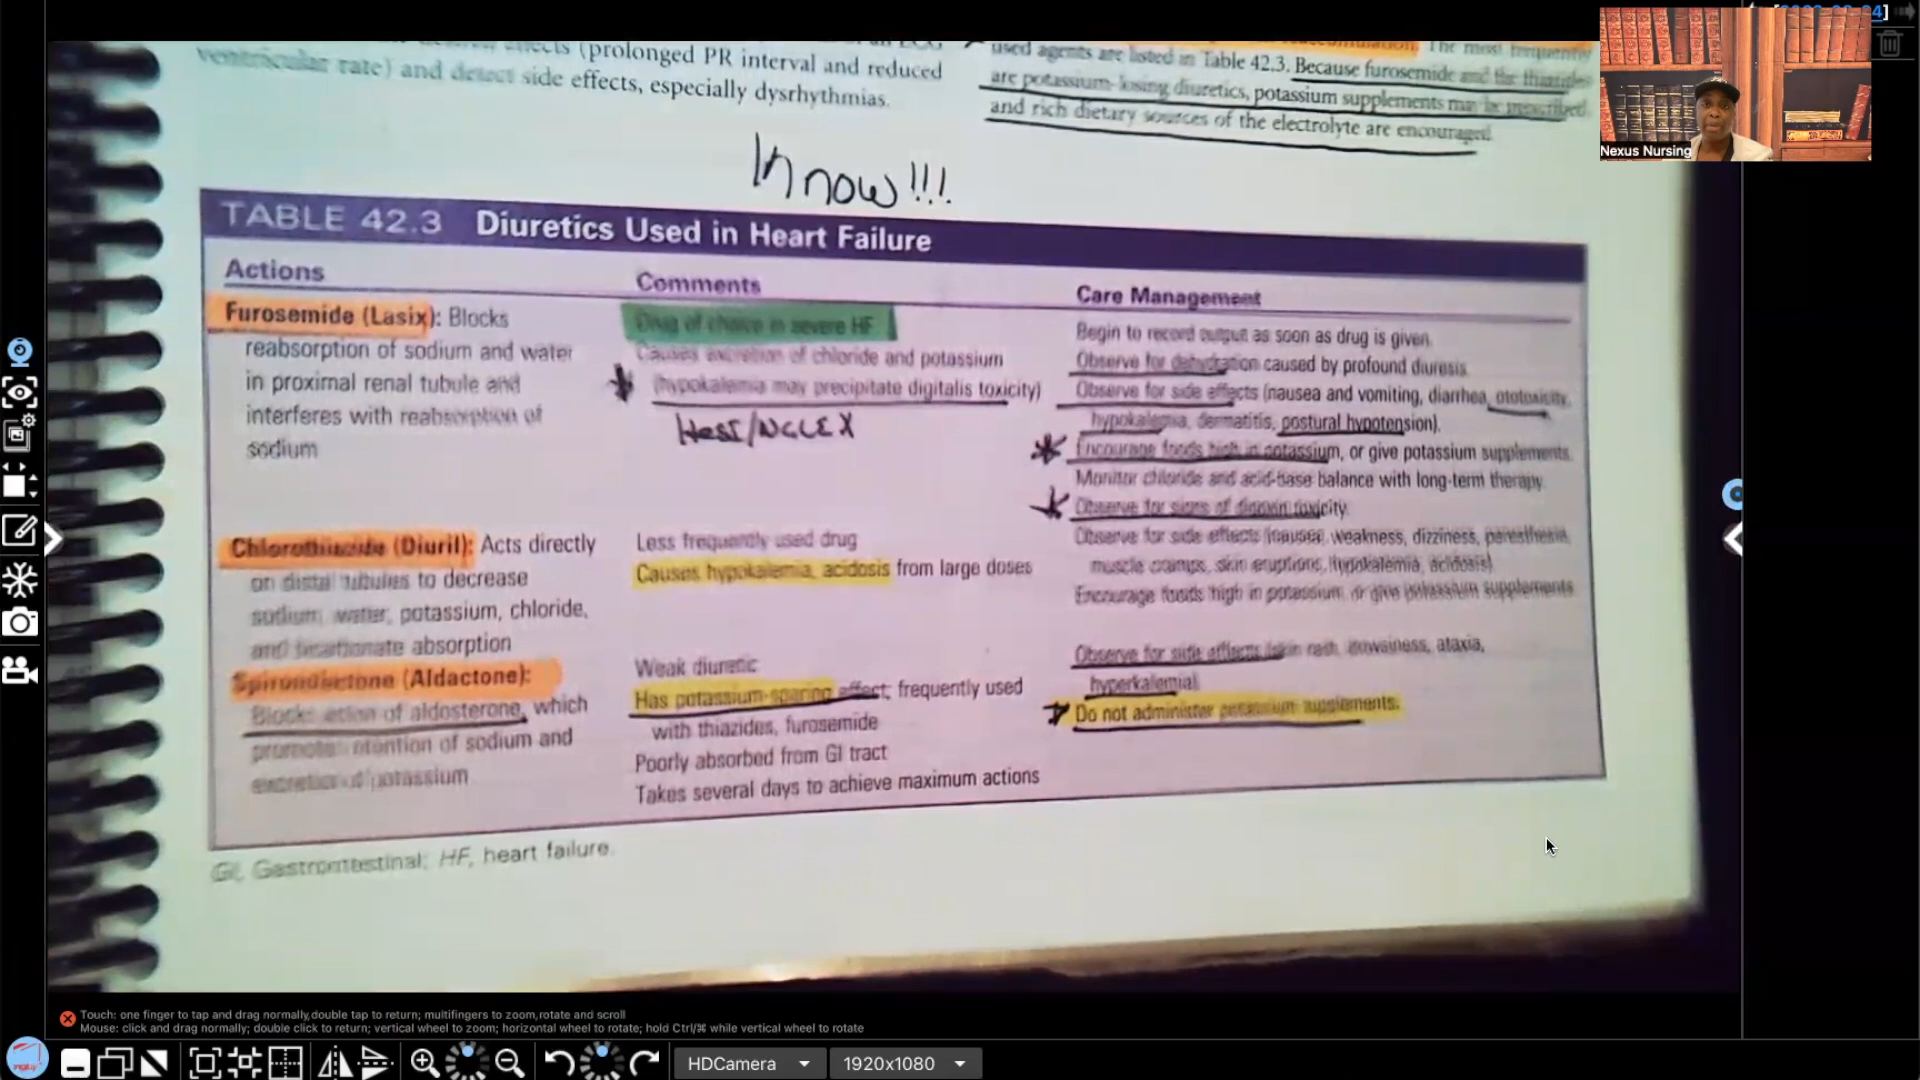 effects (prolonged PR interval and reduced
ventricular rate) and detect side effects, especially dysrhythmias.
used agents are listed in Table 42.3. Because furosemide and the thiazides
are potassium-losing diuretics, potassium supplements may be prescribed
and rich dietary sources of the electrolyte are encouraged.
Know!!!
TABLE 42.3 Diuretics Used in Heart Failure
Actions
Comments
Care Management
Furosemide (Lasix): Blocks
reabsorption of sodium and water
in proximal renal tubule and
interferes with reabsorption of
sodium
Drug of choice in severe HF
Causes excretion of chloride and potassium
(hypokalemia may precipitate digitalis toxicity)
Hesi/NCLEX
Begin to record output as soon as drug is given.
Observe for dehydration caused by profound diuresis.
Observe for side effects (nausea and vomiting, diarrhea, ototoxicity,
hypokalemia, dermatitis, postural hypotension).
Encourage foods high in potassium, or give potassium supplements.
Monitor chloride and acid-base balance with long-term therapy.
Observe for signs of digoxin toxicity.
Chlorothiazide (Diuril): Acts directly
on distal tubules to decrease
sodium, water, potassium, chloride,
and bicarbonate absorption
Less frequently used drug
Causes hypokalemia, acidosis from large doses
Observe for side effects (nausea, weakness, dizziness, paresthesia,
muscle cramps, skin eruptions, hypokalemia, acidosis)
Encourage foods high in potassium or give potassium supplements
Spironolactone (Aldactone):
Blocks action of aldosterone, which
promotes retention of sodium and
excretion of potassium
Weak diuretic
Has potassium-sparing effect; frequently used
with thiazides, furosemide
Poorly absorbed from GI tract
Takes several days to achieve maximum actions
Observe for side effects (skin rash, drowsiness, ataxia,
hyperkalemia)
Do not administer potassium supplements.
GI, Gastrointestinal; HF, heart failure.
Nexus Nursing
Touch: one finger to tap and drag normally,double tap to return; multifingers to zoom,rotate and scroll
Mouse: click and drag normally; double click to return; vertical wheel to zoom; horizontal wheel to rotate; hold Ctrl/⌘ while vertical wheel to rotate
HDCamera
1920x1080